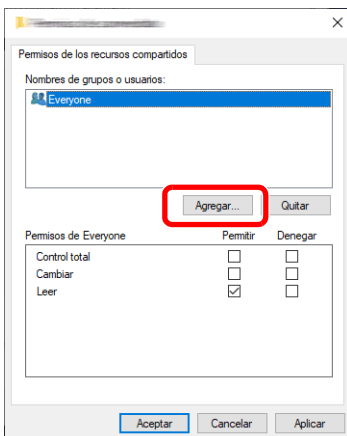 Permisos de los recursos compartidos
Nombres de grupos o usuarios:
Everyone
Agregar... Quitar
Permisos de Everyone Permitir Denegar
Control total
Cambiar
Leer
Aceptar Cancelar Aplicar